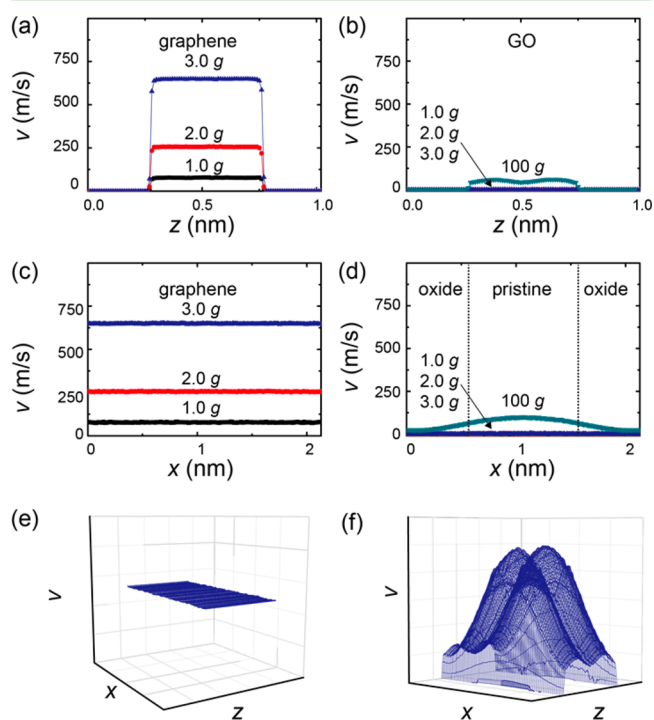 (a)
graphene
3.0 g
2.0 g
1.0 g
750
500
250
0
v (m/s)
0.0
0.5
1.0
z (nm)
(b)
GO
1.0 g
2.0 g
3.0 g
100 g
750
500
250
0
v (m/s)
0.0
0.5
1.0
z (nm)
(c)
graphene
3.0 g
2.0 g
1.0 g
750
500
250
0
v (m/s)
0
1
2
x (nm)
(d)
oxide
pristine
oxide
1.0 g
2.0 g
3.0 g
100 g
750
500
250
0
v (m/s)
0
1
2
x (nm)
(e)
v
x
z
(f)
v
x
z